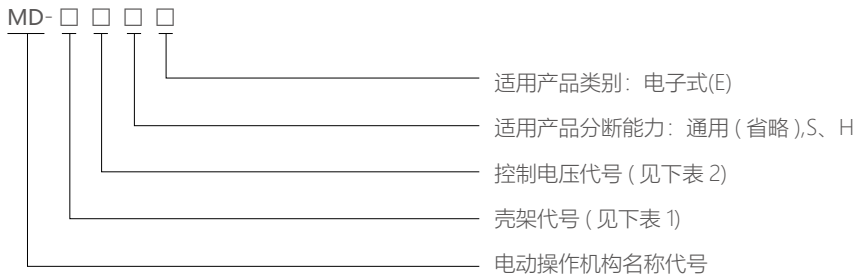 MD-□ □ □ □
适用产品类别：电子式(E)
适用产品分断能力：通用 ( 省略 ),S、H
控制电压代号 ( 见下表 2)
壳架代号 ( 见下表 1)
电动操作机构名称代号